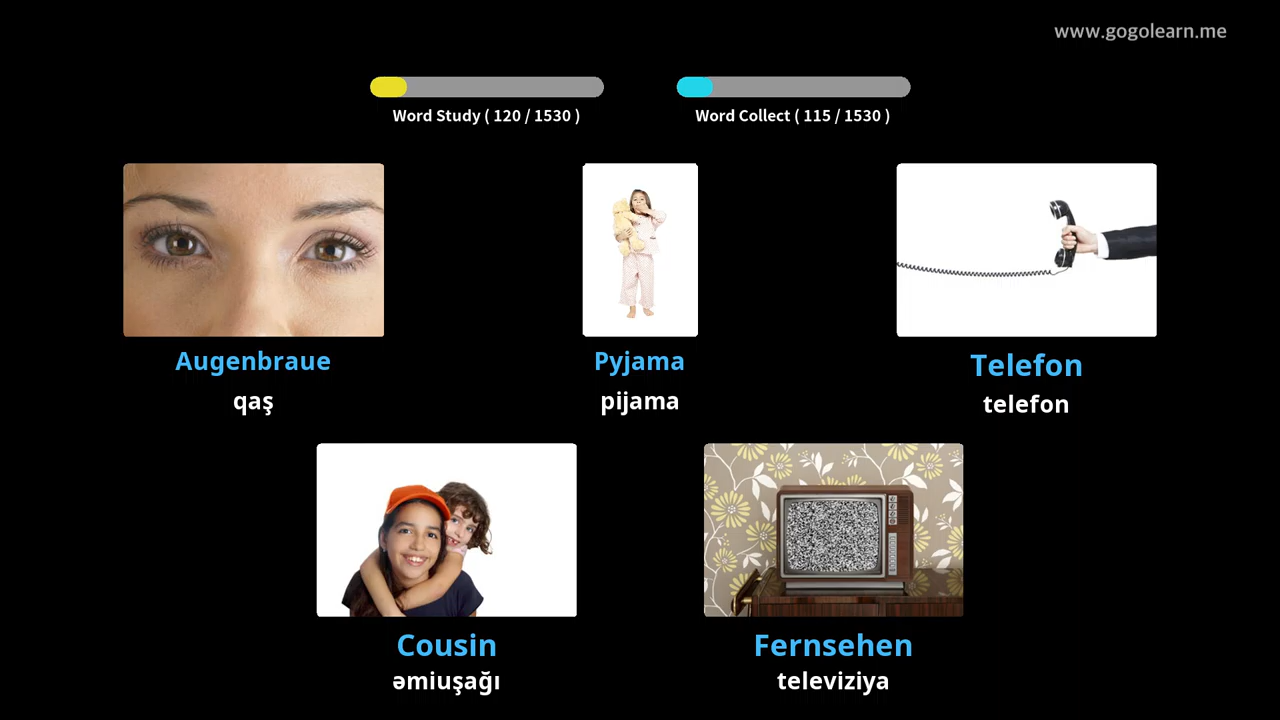 www.gogolearn.me
Word Study ( 120 / 1530 )
Word Collect ( 115 / 1530 )
Augenbraue
qaş
Pyjama
pijama
Telefon
telefon
Cousin
əmiuşağı
Fernsehen
televiziya